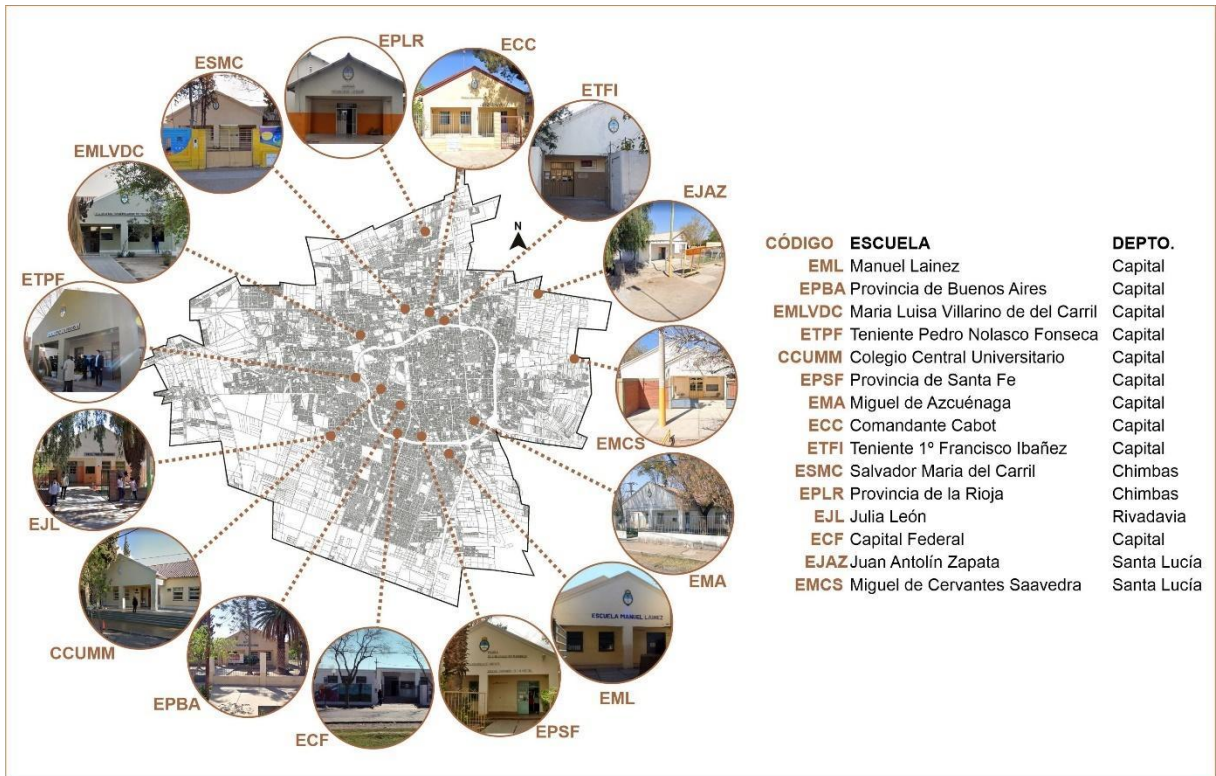 EPLR
ECC
ESMC
ETFI
EMLVDC
EJAZ
N
ETPF
EMCS
EJL
EMA
CCUMM
EPBA
ECF
EPSF
EML
ESCUELA MANUEL LAINEZ
CÓDIGO ESCUELA DEPTO.
EML Manuel Lainez Capital
EPBA Provincia de Buenos Aires Capital
EMLVDC Maria Luisa Villarino de del Carril Capital
ETPF Teniente Pedro Nolasco Fonseca Capital
CCUMM Colegio Central Universitario Capital
EPSF Provincia de Santa Fe Capital
EMA Miguel de Azcuénaga Capital
ECC Comandante Cabot Capital
ETFI Teniente 1º Francisco Ibañez Capital
ESMC Salvador Maria del Carril Chimbas
EPLR Provincia de la Rioja Chimbas
EJL Julia León Rivadavia
ECF Capital Federal Capital
EJAZ Juan Antolín Zapata Santa Lucía
EMCS Miguel de Cervantes Saavedra Santa Lucía